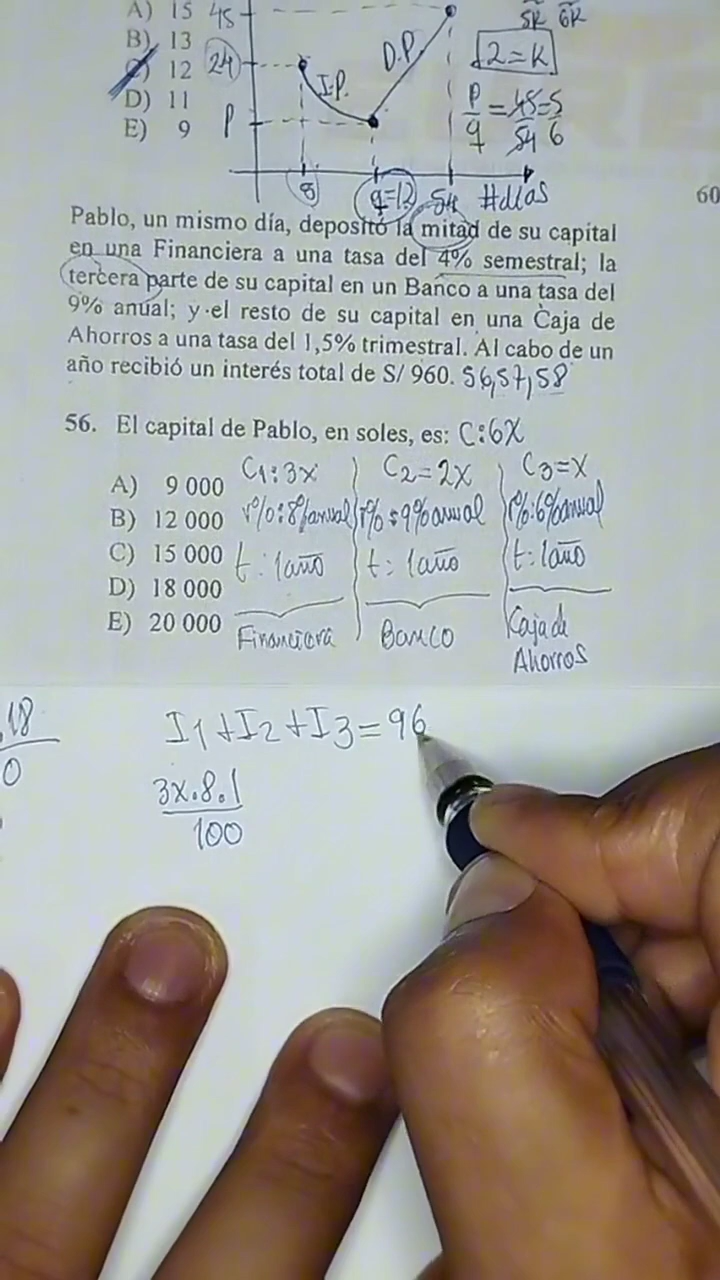 A) 15
B) 13
C) 12
D) 11
E) 9
45
24
P
I.P.
D.P.
8
q=12
54
#días
5K 6K
2=K
P/q = 45/54 = 5/6
60
Pablo, un mismo día, depositó la mitad de su capital
en una Financiera a una tasa del 4% semestral; la
tercera parte de su capital en un Banco a una tasa del
9% anual; y el resto de su capital en una Caja de
Ahorros a una tasa del 1,5% trimestral. Al cabo de un
año recibió un interés total de S/ 960. 56,57,58
56. El capital de Pablo, en soles, es: C:6X
A) 9 000
B) 12 000
C) 15 000
D) 18 000
E) 20 000
C1:3x
r%:8%anual
t: 1año
Financiera
C2=2X
r%:9%anual
t: 1año
Banco
C3=X
r%:6%anual
t: 1año
Caja de
Ahorros
.18
0
I1+I2+I3=96
3x.8.1
100